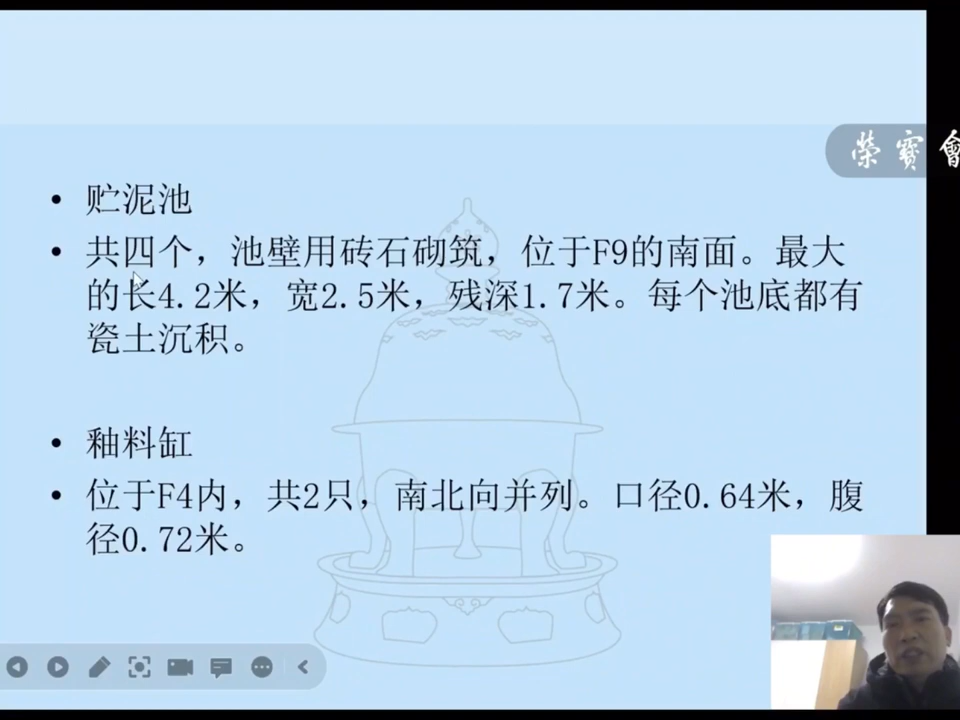 榮寳會
• 贮泥池
• 共四个，池壁用砖石砌筑，位于F9的南面。最大
的长4.2米，宽2.5米，残深1.7米。每个池底都有
瓷土沉积。
• 釉料缸
• 位于F4内，共2只，南北向并列。口径0.64米，腹
径0.72米。